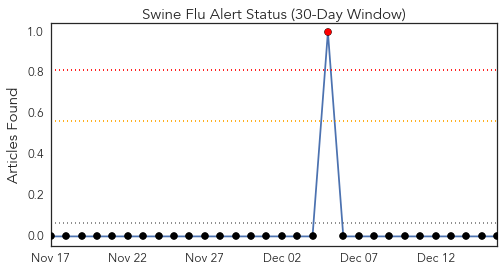 Swine Flu Alert Status (30-Day Window)
Articles Found
1.0
0.8
0.6
0.4
0.2
0.0
Nov 17 Nov 22 Nov 27 Dec 02 Dec 07 Dec 12